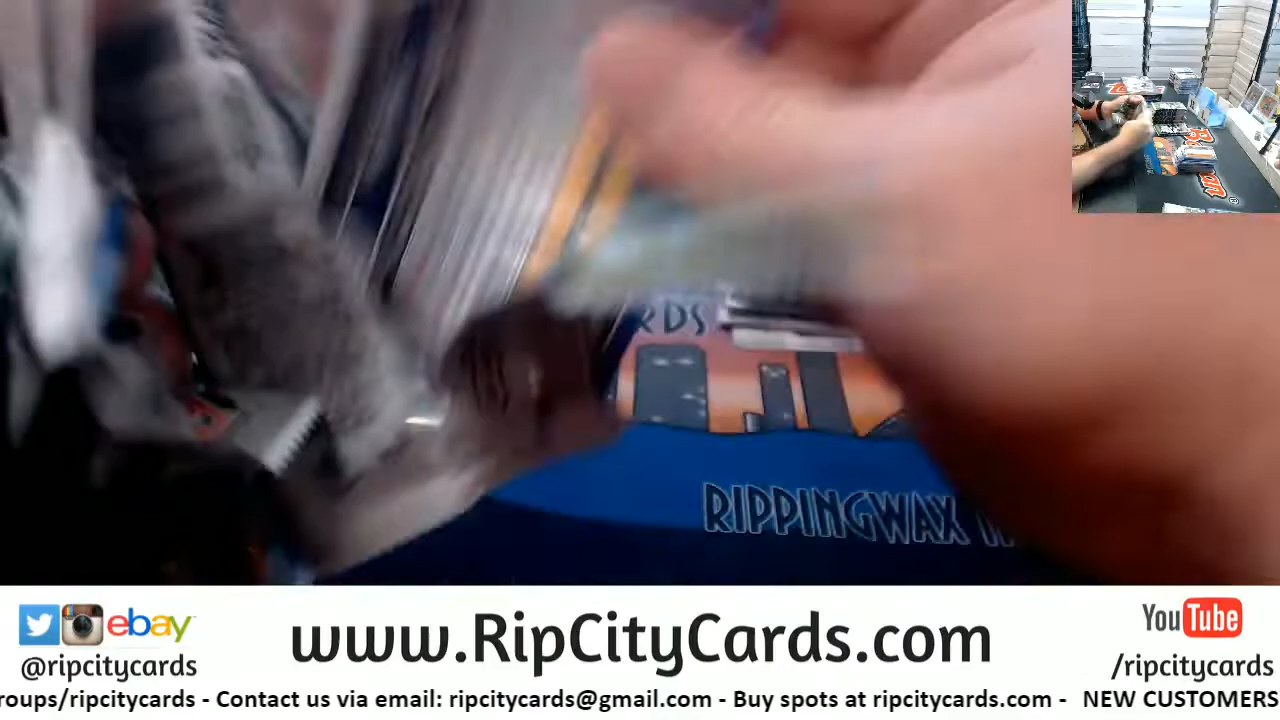 RDS
RIPPINGWAX
ebay
@ripcitycards
www.RipCityCards.com
YouTube
/ripcitycards
roups/ripcitycards - Contact us via email: ripcitycards@gmail.com - Buy spots at ripcitycards.com - NEW CUSTOMERS